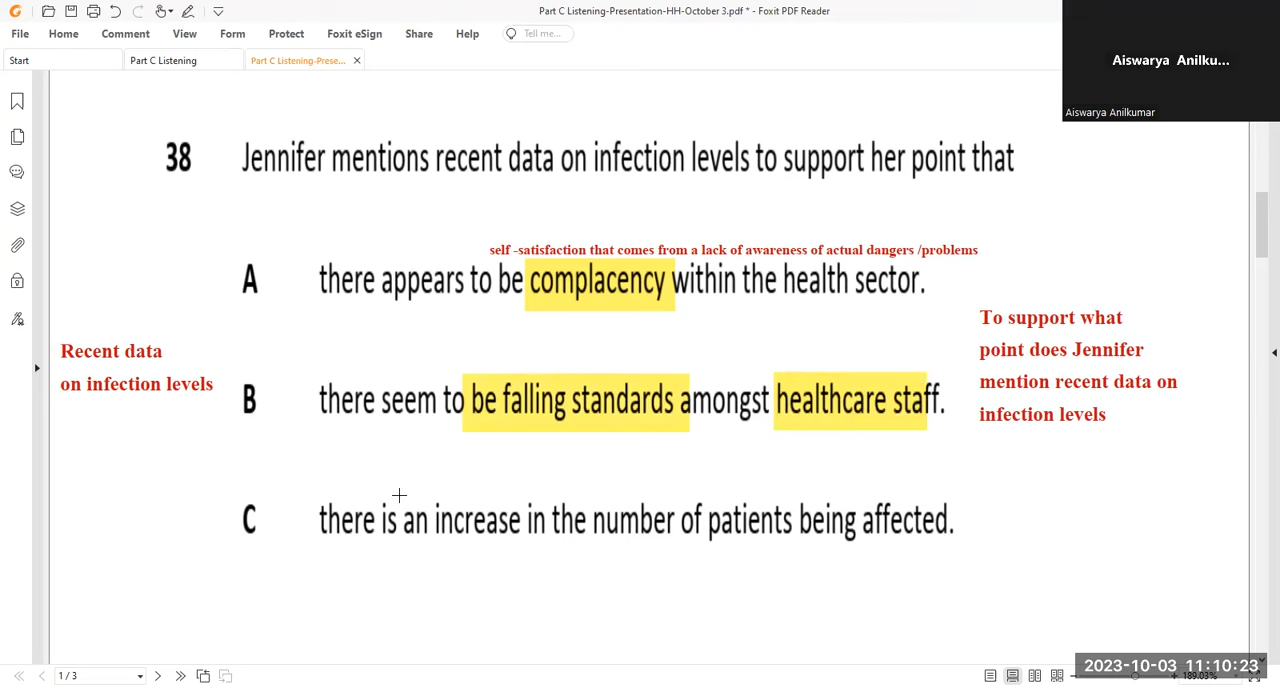 Part C Listening-Presentation-HH-October 3.pdf * - Foxit PDF Reader
File Home Comment View Form Protect Foxit eSign Share Help Tell me...
Start Part C Listening Part C Listening-Prese...
Aiswarya Anilku...
Aiswarya Anilkumar
38 Jennifer mentions recent data on infection levels to support her point that
self -satisfaction that comes from a lack of awareness of actual dangers /problems
A there appears to be complacency within the health sector.
Recent data
on infection levels
To support what
point does Jennifer
mention recent data on
infection levels
B there seem to be falling standards amongst healthcare staff.
C there is an increase in the number of patients being affected.
1 / 3
2023-10-03 11:10:23
189.03%